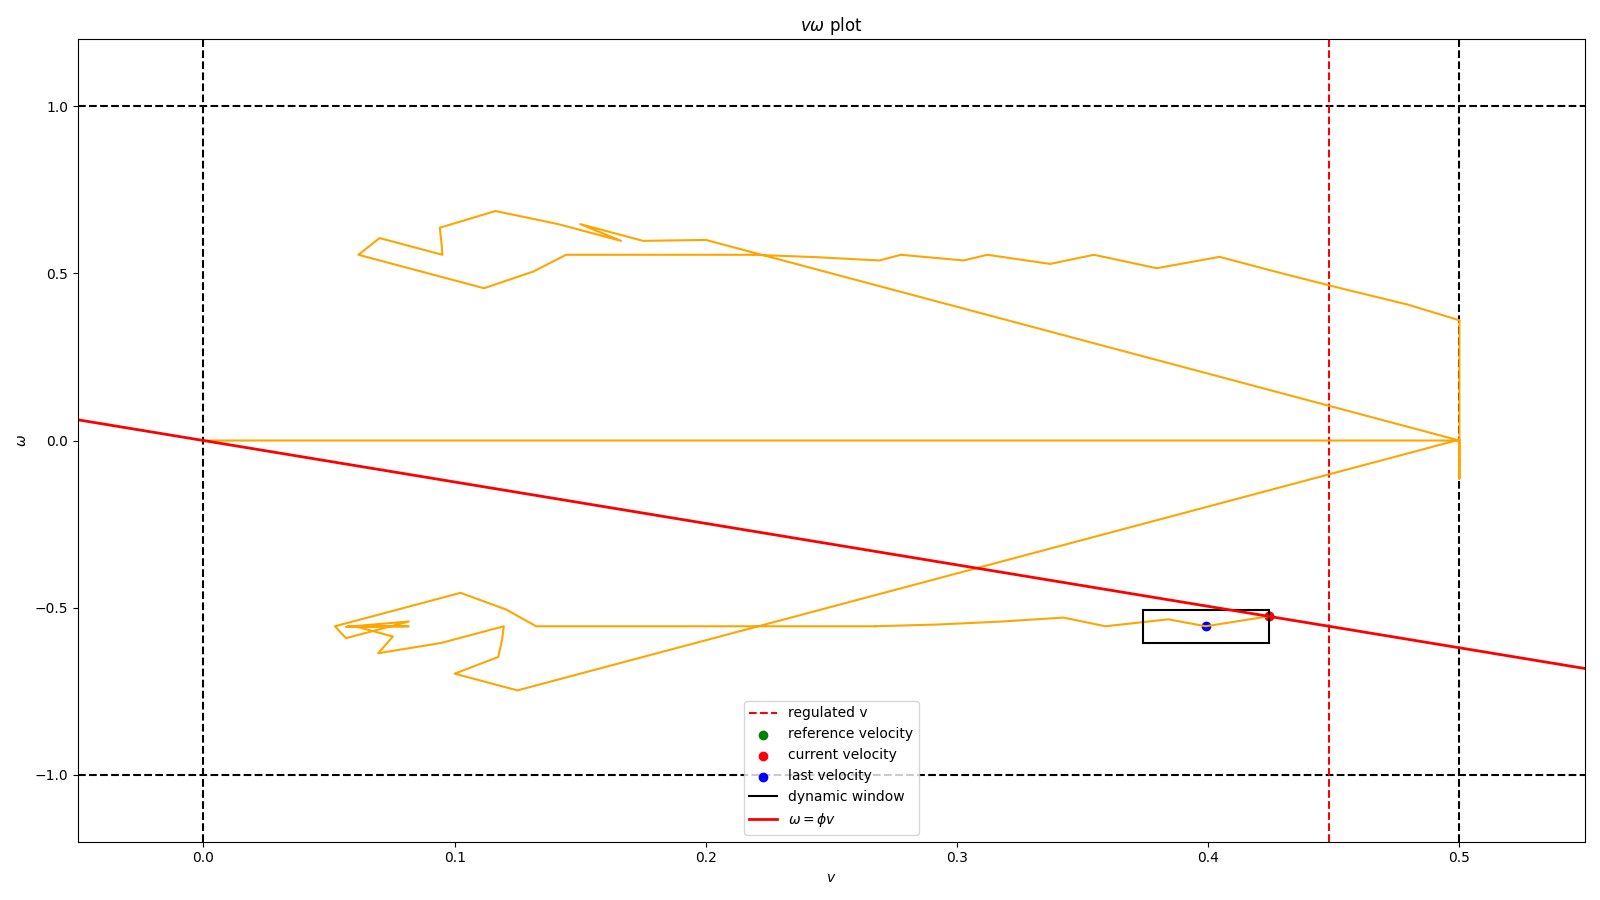 vω plot
1.0
0.5
0.0
−0.5
−1.0
ω
regulated v
reference velocity
current velocity
last velocity
dynamic window
ω = ϕv
0.0
0.1
0.2
0.3
0.4
0.5
v